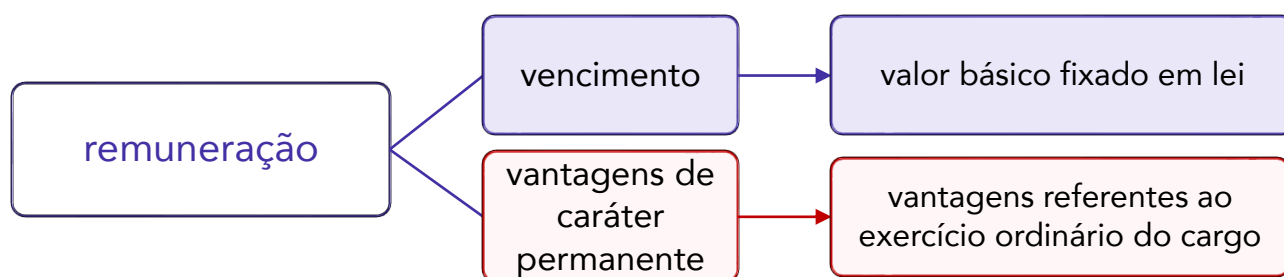 remuneração
vencimento
valor básico fixado em lei
vantagens de
caráter
permanente
vantagens referentes ao
exercício ordinário do cargo